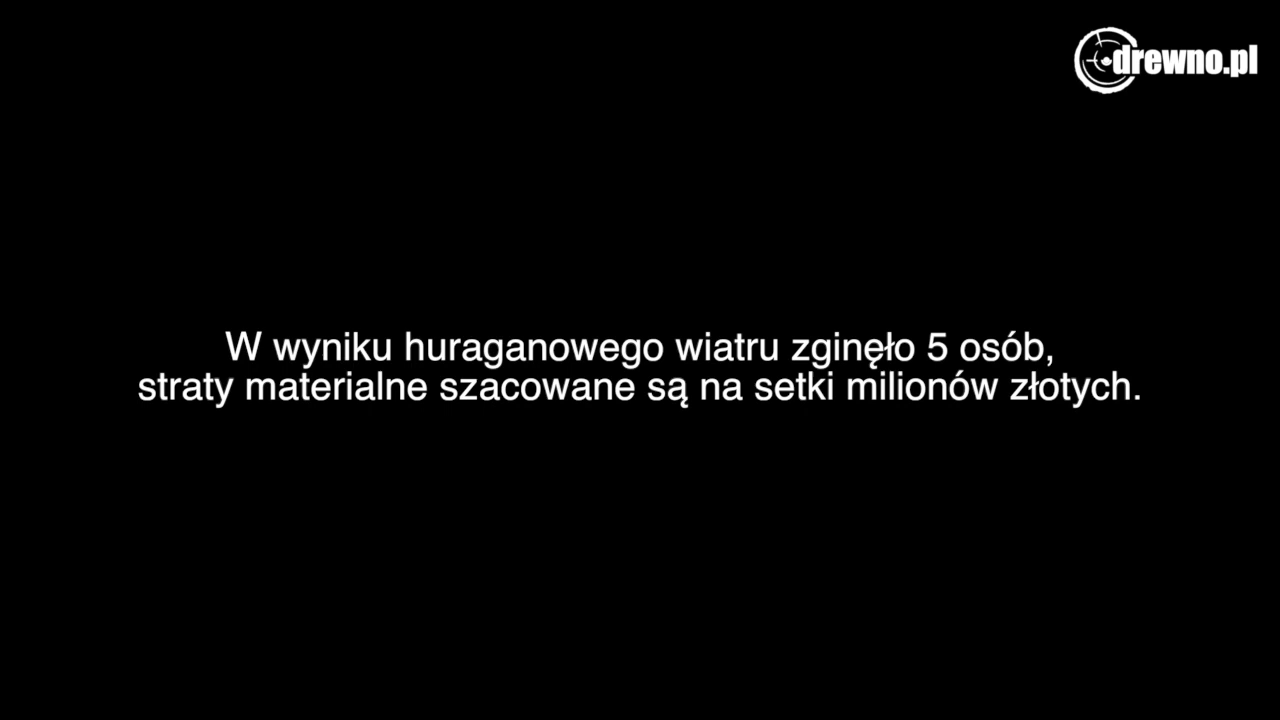 drewno.pl
W wyniku huraganowego wiatru zginęło 5 osób,
straty materialne szacowane są na setki milionów złotych.